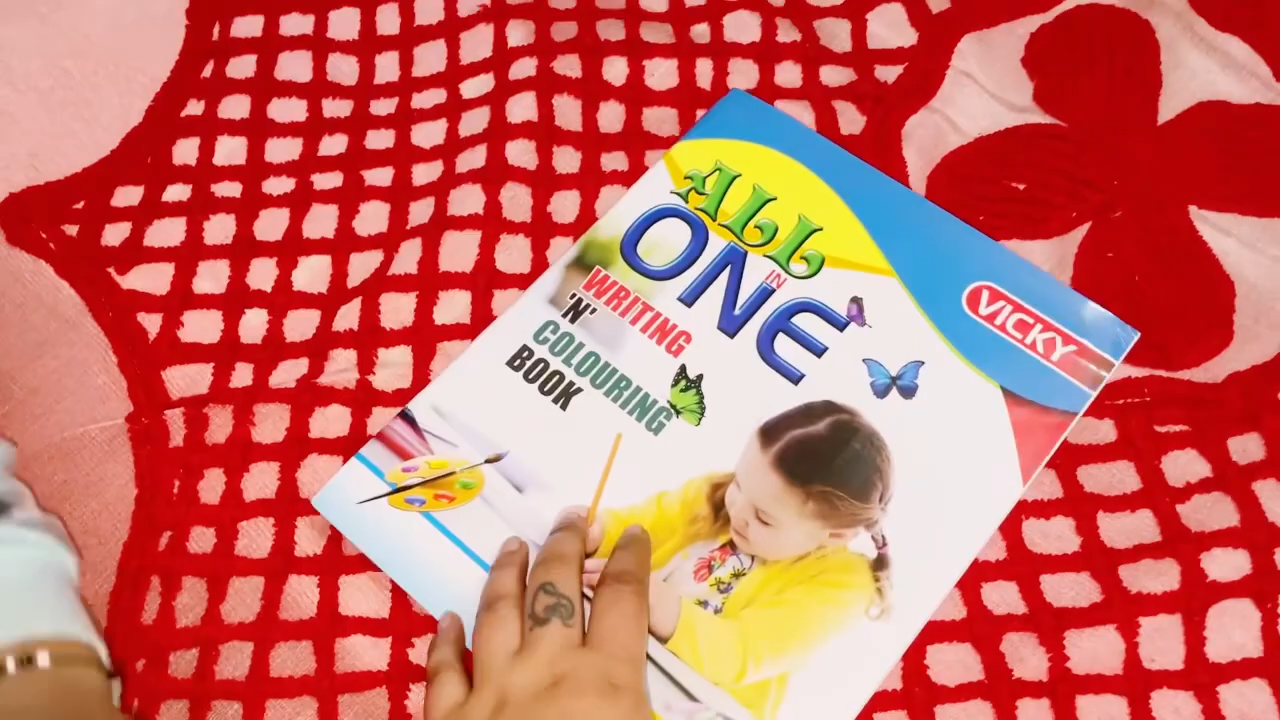 VICKY
ALL
IN
ONE
WRITING
'N'
COLOURING
BOOK